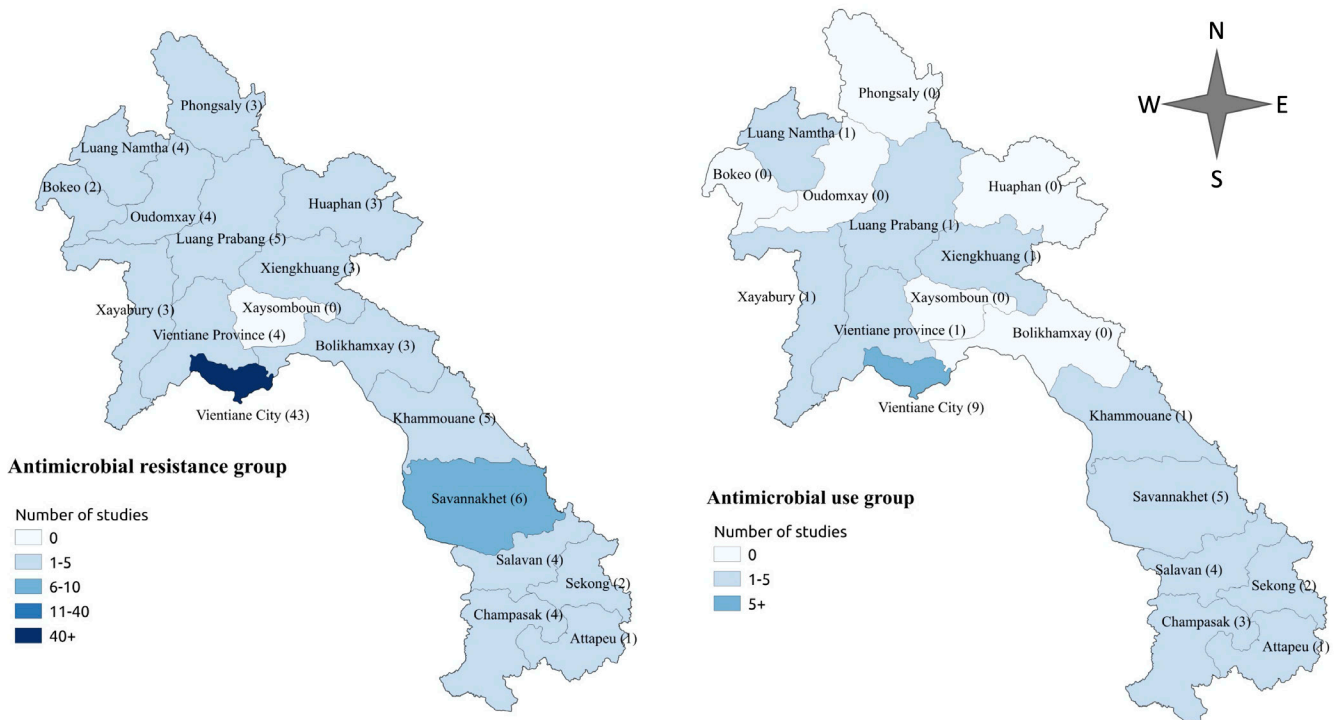 Phongsaly (3)
Luang Namtha (4)
Bokeo (2)
Oudomxay (4)
Huaphan (3)
Luang Prabang (5)
Xiengkhuang (3)
Xayabury (3)
Xaysomboun (0)
Vientiane Province (4)
Bolikhamxay (3)
Vientiane City (43)
Khammouane (5)
Savannakhet (6)
Salavan (4)
Sekong (2)
Champasak (4)
Attapeu (1)
Antimicrobial resistance group
Number of studies
0
1-5
6-10
11-40
40+
Phongsaly (0)
Luang Namtha (1)
Bokeo (0)
Oudomxay (0)
Huaphan (0)
Luang Prabang (1)
Xiengkhuang (1)
Xayabury (1)
Xaysomboun (0)
Vientiane province (1)
Bolikhamxay (0)
Vientiane City (9)
Khammouane (1)
Savannakhet (5)
Salavan (4)
Sekong (2)
Champasak (3)
Attapeu (1)
Antimicrobial use group
Number of studies
0
1-5
5+
N
W
E
S